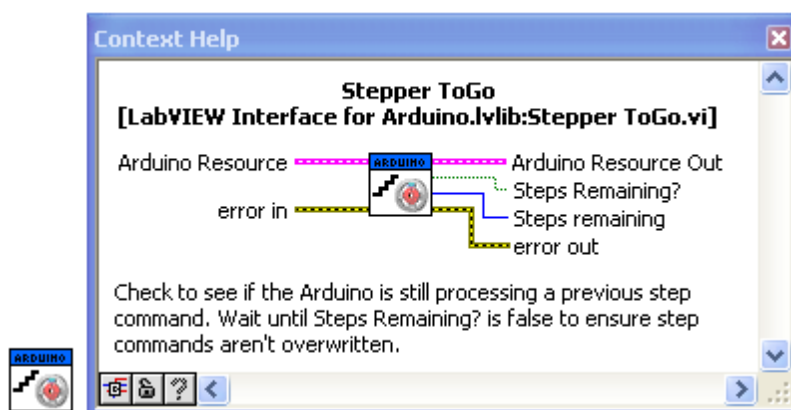 Context Help
Stepper ToGo
[LabVIEW Interface for Arduino.lvlib:Stepper ToGo.vi]
Arduino Resource
ARDUINO
Arduino Resource Out
Steps Remaining?
error in
Steps remaining
error out
Check to see if the Arduino is still processing a previous step
command. Wait until Steps Remaining? is false to ensure step
commands aren't overwritten.
ARDUINO
?